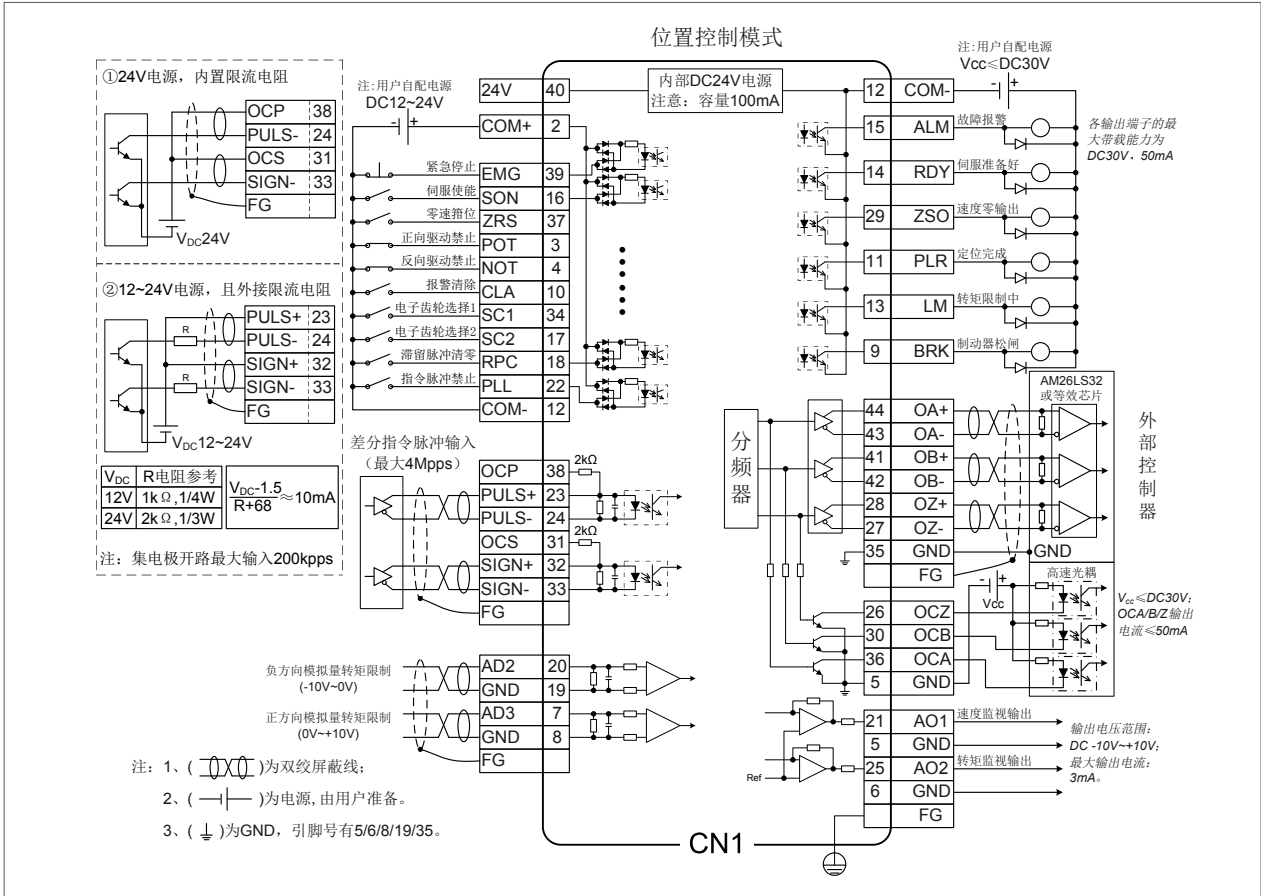 位置控制模式
①24V电源，内置限流电阻
OCP 38
PULS- 24
OCS 31
SIGN- 33
FG
VDC24V
②12~24V电源，且外接限流电阻
PULS+ 23
R
PULS- 24
SIGN+ 32
R
SIGN- 33
FG
VDC12~24V
VDC R电阻参考
12V 1kΩ,1/4W
24V 2kΩ,1/3W
VDC-1.5
R+68
≈10mA
注：集电极开路最大输入200kpps
注:用户自配电源
DC12~24V
24V 40
COM+ 2
紧急停止 EMG 39
伺服使能 SON 16
零速箝位 ZRS 37
正向驱动禁止 POT 3
反向驱动禁止 NOT 4
报警清除 CLA 10
电子齿轮选择1 SC1 34
电子齿轮选择2 SC2 17
滞留脉冲清零 RPC 18
指令脉冲禁止 PLL 22
COM- 12
差分指令脉冲输入
（最大4Mpps）
OCP 38 2kΩ
PULS+ 23
PULS- 24
OCS 31 2kΩ
SIGN+ 32
SIGN- 33
FG
负方向模拟量转矩限制
(-10V~0V)
AD2 20
GND 19
正方向模拟量转矩限制
(0V~+10V)
AD3 7
GND 8
FG
注：1、( )为双绞屏蔽线；
2、( )为电源,由用户准备。
3、( )为GND，引脚号有5/6/8/19/35。
内部DC24V电源
注意：容量100mA
注:用户自配电源
Vcc≤DC30V
12 COM-
15 ALM 故障报警
14 RDY 伺服准备好
29 ZSO 速度零输出
11 PLR 定位完成
13 LM 转矩限制中
9 BRK 制动器松闸
各输出端子的最
大带载能力为
DC30V、50mA
分频器
44 OA+
43 OA-
41 OB+
42 OB-
28 OZ+
27 OZ-
35 GND
FG
AM26LS32
或等效芯片
外部控制器
GND
高速光耦
Vcc
26 OCZ
30 OCB
36 OCA
5 GND
Vcc≤DC30V；
OCA/B/Z输出
电流≤50mA
21 AO1 速度监视输出
5 GND
25 AO2 转矩监视输出
6 GND
FG
Ref
输出电压范围：
DC -10V~+10V；
最大输出电流：
3mA。
CN1